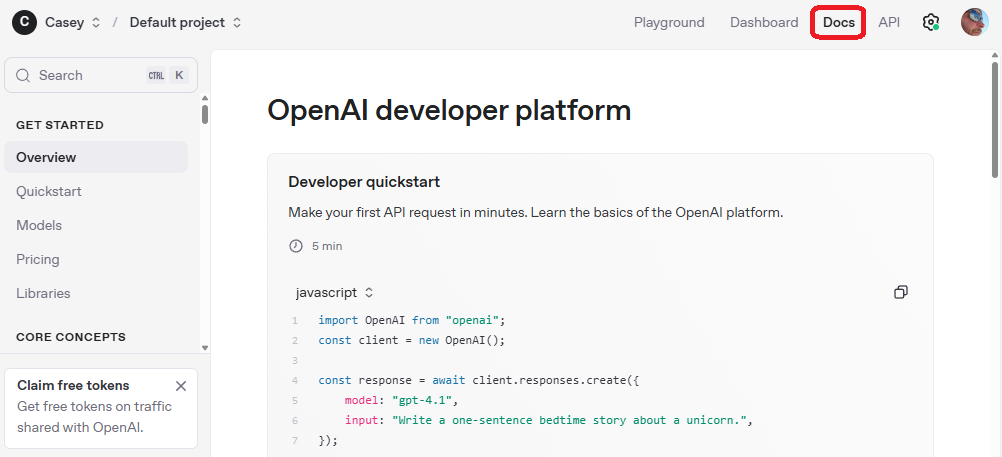 C Casey / Default project Playground Dashboard Docs API
Search CTRL K
GET STARTED
Overview
Quickstart
Models
Pricing
Libraries
CORE CONCEPTS
Claim free tokens
Get free tokens on traffic
shared with OpenAI.
OpenAI developer platform
Developer quickstart
Make your first API request in minutes. Learn the basics of the OpenAI platform.
5 min
javascript
1 import OpenAI from "openai";
2 const client = new OpenAI();
3
4 const response = await client.responses.create({
5     model: "gpt-4.1",
6     input: "Write a one-sentence bedtime story about a unicorn.",
7 });